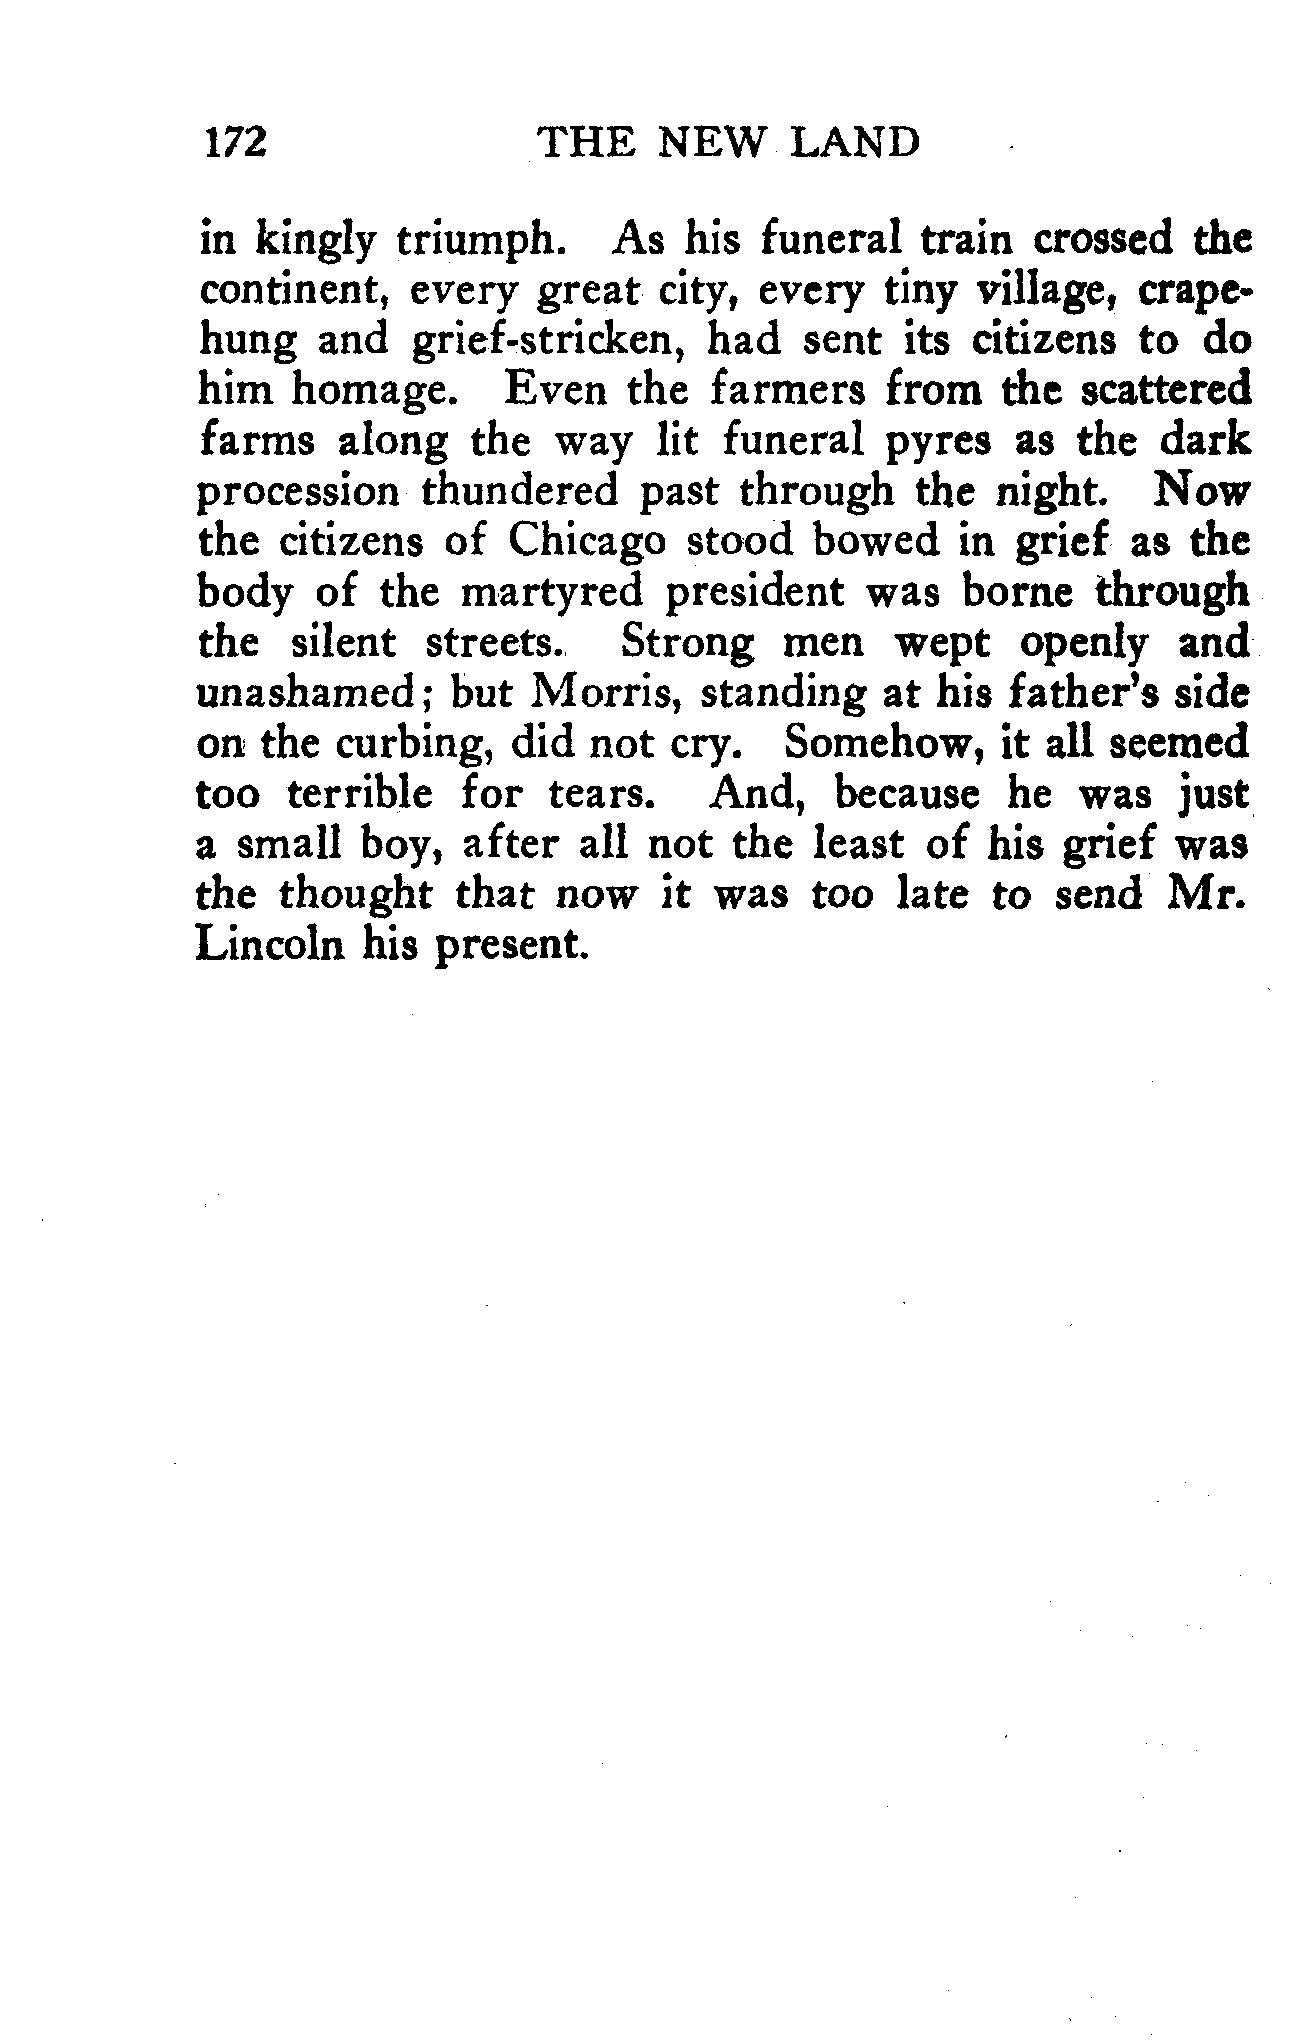 172 THE NEW LAND
in kingly triumph. As his funeral train crossed the
continent, every great city, every tiny village, crape-
hung and grief-stricken, had sent its citizens to do
him homage. Even the farmers from the scattered
farms along the way lit funeral pyres as the dark
procession thundered past through the night. Now
the citizens of Chicago stood bowed in grief as the
body of the martyred president was borne through
the silent streets. Strong men wept openly and
unashamed; but Morris, standing at his father's side
on the curbing, did not cry. Somehow, it all seemed
too terrible for tears. And, because he was just
a small boy, after all not the least of his grief was
the thought that now it was too late to send Mr.
Lincoln his present.